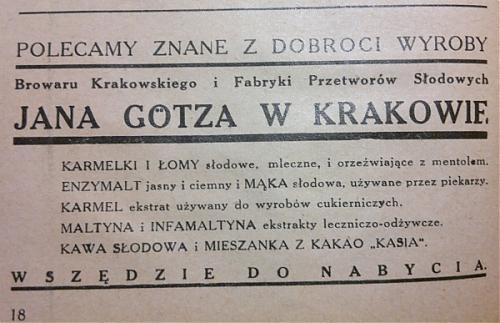 POLECAMY ZNANE Z DOBROCI WYROBY
Browaru Krakowskiego i Fabryki Przetworów Słodowych
JANA GÖTZA W KRAKOWIE.
KARMELKI I ŁOMY słodowe, mleczne, i orzeźwiające z mentolem.
ENZYMALT jasny i ciemny i MĄKA słodowa, używane przez piekarzy.
KARMEL ekstrat używany do wyrobów cukierniczych.
MALTYNA i INFAMALTYNA ekstrakty leczniczo-odżywcze.
KAWA SŁODOWA i MIESZANKA Z KAKAO „KASIA“.
WSZĘDZIE DO NABYCIA.
18